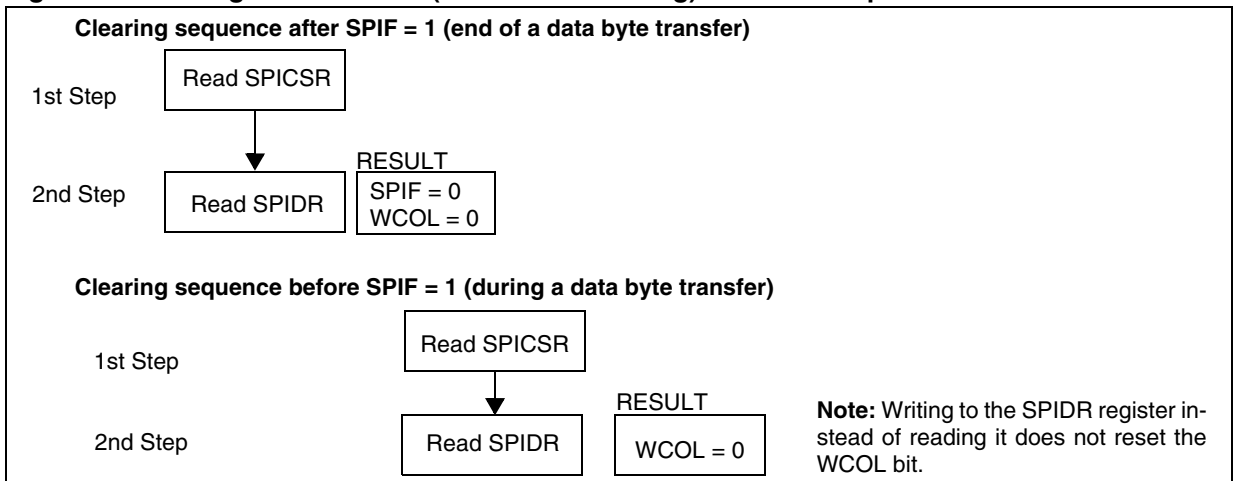 Clearing sequence after SPIF = 1 (end of a data byte transfer)
1st Step
Read SPICSR
2nd Step
Read SPIDR
RESULT
SPIF = 0
WCOL = 0
Clearing sequence before SPIF = 1 (during a data byte transfer)
1st Step
Read SPICSR
2nd Step
Read SPIDR
RESULT
WCOL = 0
Note: Writing to the SPIDR register in-
stead of reading it does not reset the
WCOL bit.